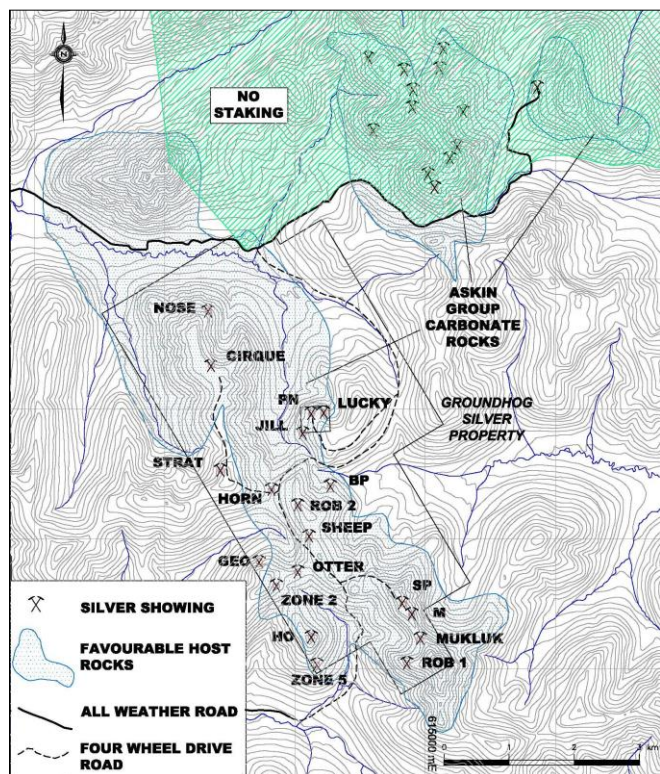 N
NO
STAKING
ASKIN
GROUP
CARBONATE
ROCKS
NOSE
CIRQUE
PN
LUCKY
GROUNDHOG
SILVER
PROPERTY
JILL
STRAT
BP
HORN
ROB 2
SHEEP
GEO
OTTER
ZONE 2
SP
M
HO
MUKLUK
ROB 1
ZONE 5
SILVER SHOWING
FAVOURABLE HOST
ROCKS
ALL WEATHER ROAD
FOUR WHEEL DRIVE
ROAD
615000 mE
0 1 2 3 km